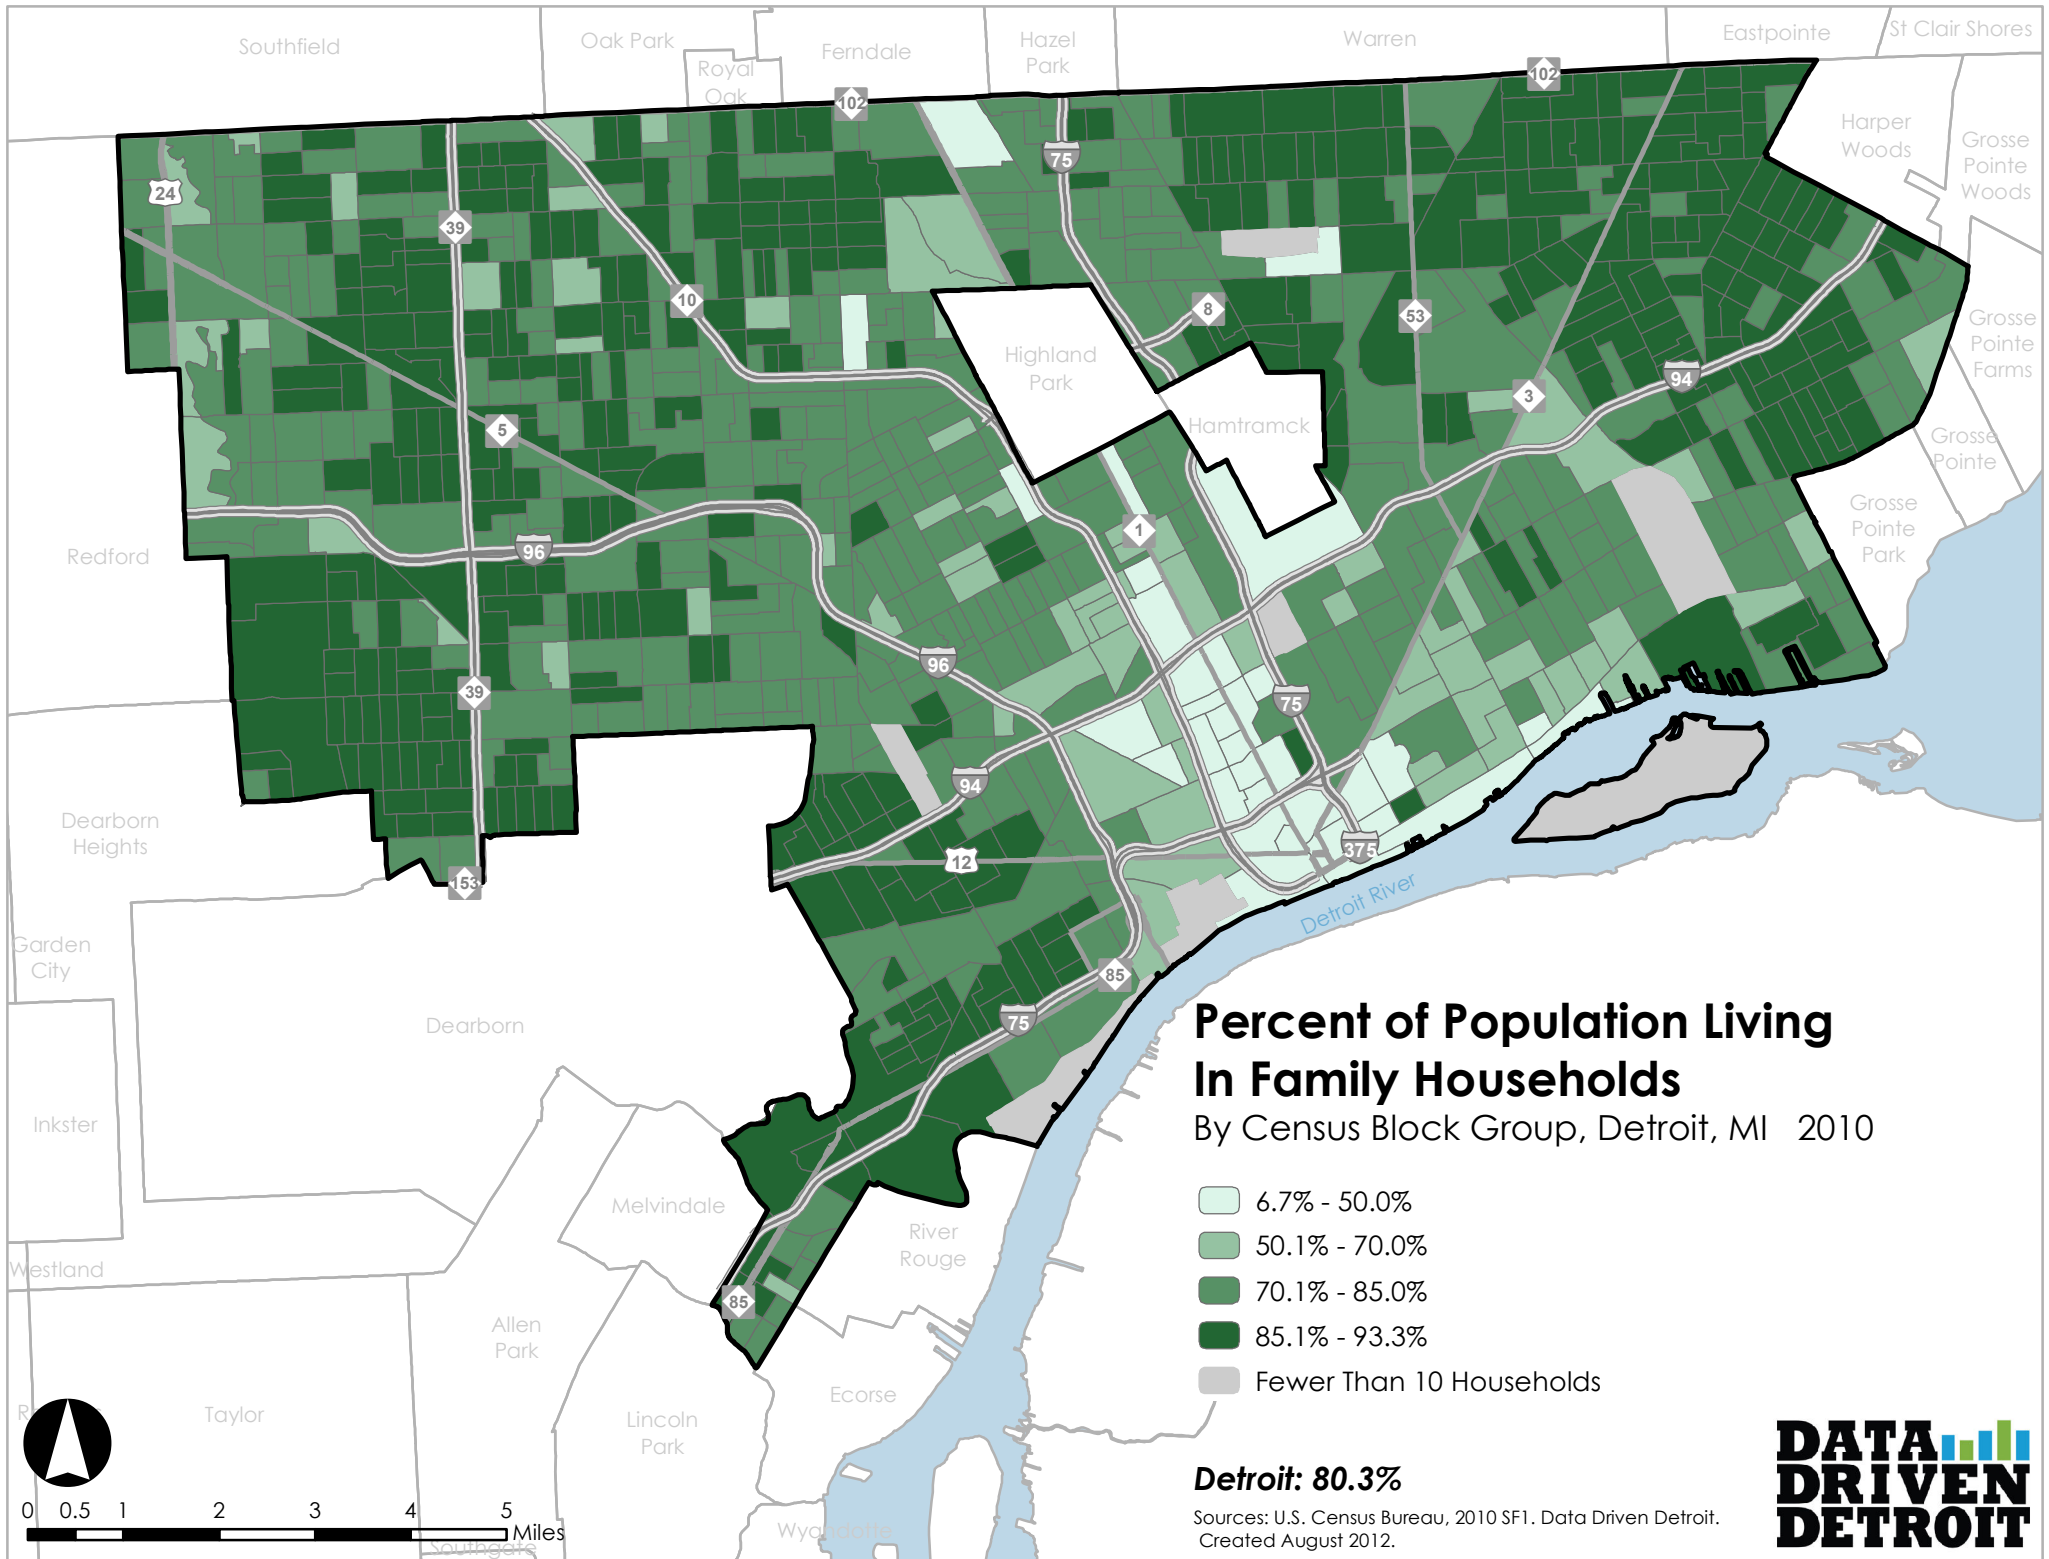 Southfield
Oak Park
Royal
Oak
Ferndale
Hazel
Park
Warren
Eastpointe
St Clair Shores
102
102
Harper
Woods
Grosse
Pointe
Woods
75
24
39
10
8
53
Grosse
Pointe
Farms
Highland
Park
94
3
5
Hamtramck
Grosse
Pointe
1
Grosse
Pointe
Park
Redford
96
96
39
75
94
Dearborn
Heights
12
375
153
Detroit River
Garden
City
85
75
Dearborn
Percent of Population Living
In Family Households
By Census Block Group, Detroit, MI 2010
Inkster
Melvindale
River
Rouge
6.7% - 50.0%
50.1% - 70.0%
70.1% - 85.0%
85.1% - 93.3%
Fewer Than 10 Households
Westland
85
Allen
Park
Ecorse
Taylor
Lincoln
Park
Detroit: 80.3%
Sources: U.S. Census Bureau, 2010 SF1. Data Driven Detroit.
Created August 2012.
DATA
DRIVEN
DETROIT
0 0.5 1 2 3 4 5
Miles
Wyandotte
Southgate